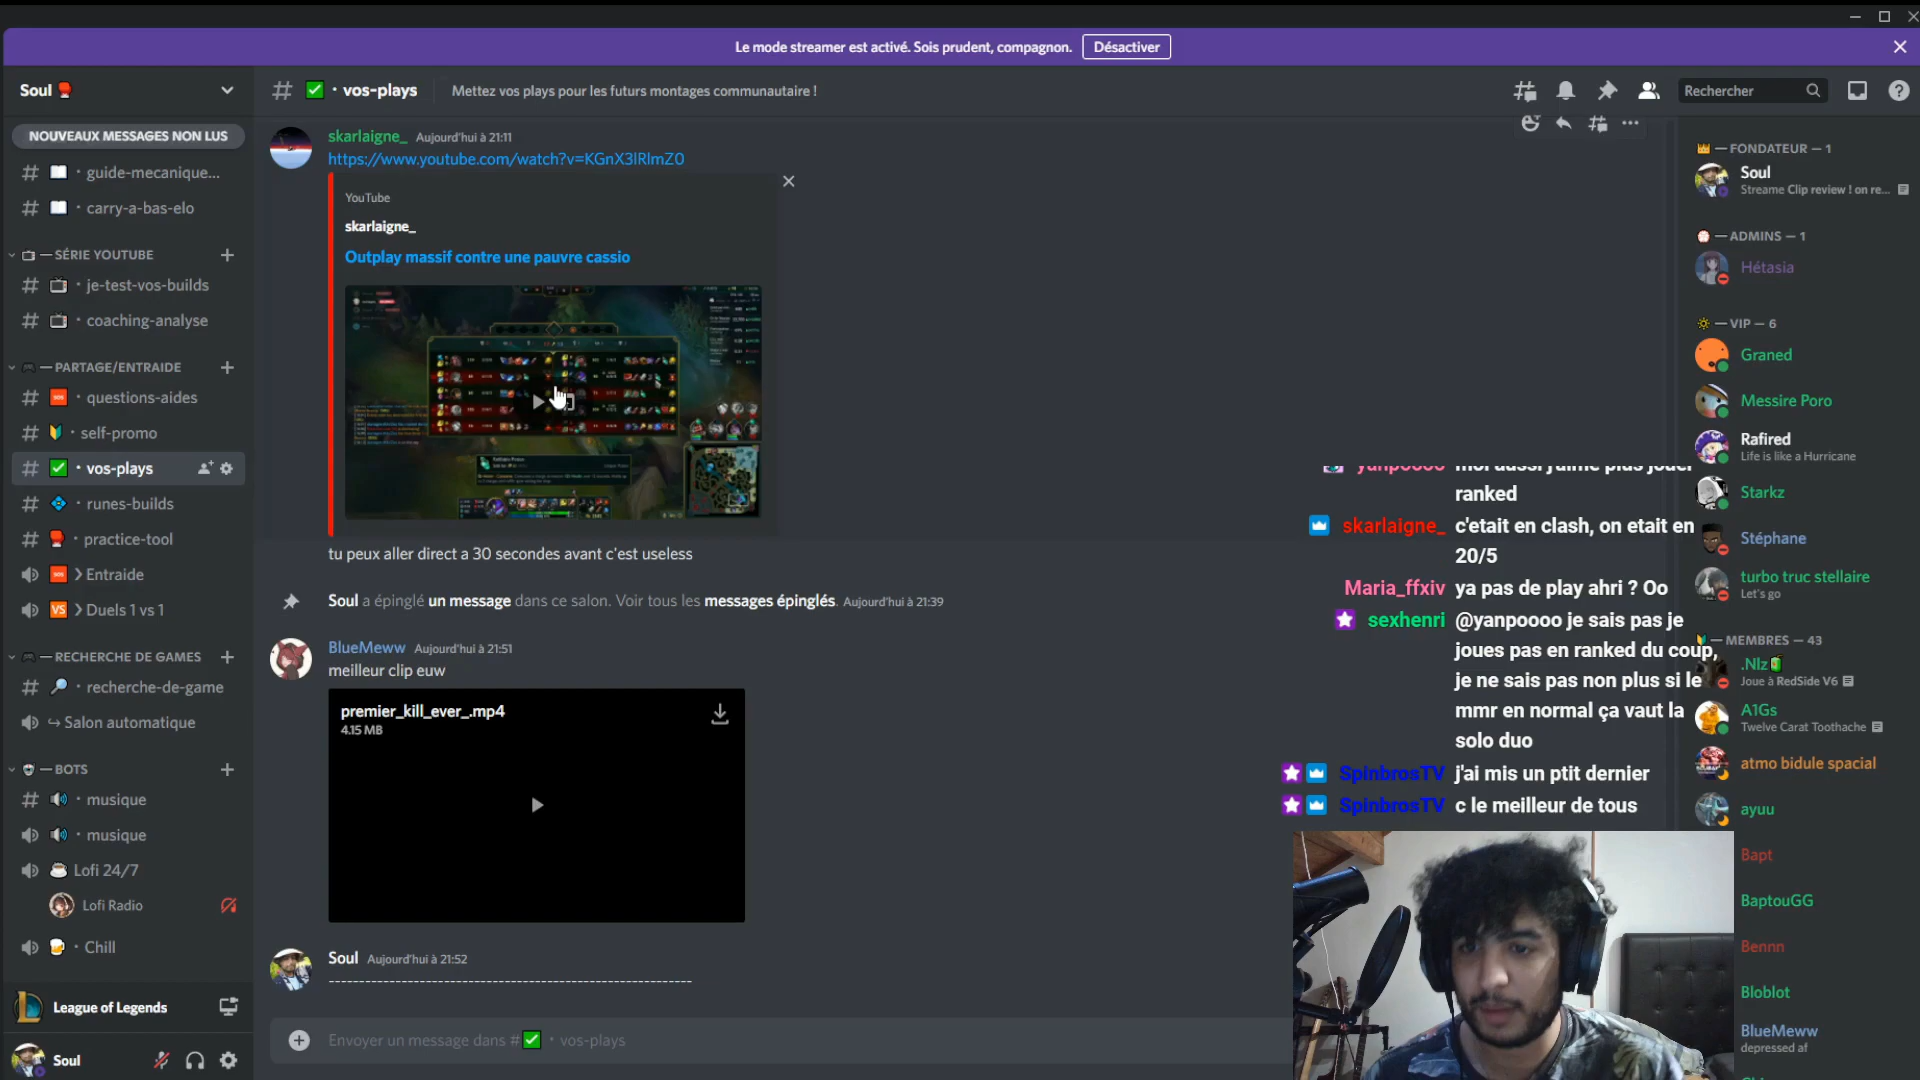 Le mode streamer est activé. Sois prudent, compagnon. Désactiver
Soul
# • vos-plays Mettez vos plays pour les futurs montages communautaire !
Rechercher
NOUVEAUX MESSAGES NON LUS
# • guide-mecanique...
# • carry-a-bas-elo
— SÉRIE YOUTUBE
# • je-test-vos-builds
# • coaching-analyse
— PARTAGE/ENTRAIDE
# • questions-aides
# • self-promo
# • vos-plays
# • runes-builds
# • practice-tool
Entraide
VS Duels 1 vs 1
— RECHERCHE DE GAMES
# • recherche-de-game
Salon automatique
— BOTS
# • musique
• musique
Lofi 24/7
Lofi Radio
• Chill
League of Legends
Soul
skarlaigne_ Aujourd'hui à 21:11
https://www.youtube.com/watch?v=KGnX3lRlmZ0
YouTube
skarlaigne_
Outplay massif contre une pauvre cassio
tu peux aller direct a 30 secondes avant c'est useless
Soul a épinglé un message dans ce salon. Voir tous les messages épinglés. Aujourd'hui à 21:39
BlueMeww Aujourd'hui à 21:51
meilleur clip euw
premier_kill_ever_.mp4
4.15 MB
Soul Aujourd'hui à 21:52
------------------------------------------------------------
Envoyer un message dans # • vos-plays
yanpoooo moi aussi j'aime plus jouer
ranked
skarlaigne_ c'etait en clash, on etait en
20/5
Maria_ffxiv ya pas de play ahri ? Oo
sexhenri @yanpoooo je sais pas je
joues pas en ranked du coup,
je ne sais pas non plus si le
mmr en normal ça vaut la
solo duo
SpinbrosTV j'ai mis un ptit dernier
SpinbrosTV c le meilleur de tous
— FONDATEUR — 1
Soul
Streame Clip review ! on re...
— ADMINS — 1
Hétasia
— VIP — 6
Graned
Messire Poro
Rafired
Life is like a Hurricane
Starkz
Stéphane
turbo truc stellaire
Let's go
— MEMBRES — 43
.Nlz
Joue à RedSide V6
A1Gs
Twelve Carat Toothache
atmo bidule spacial
ayuu
Bapt
BaptouGG
Bennn
Bloblot
BlueMeww
depressed af